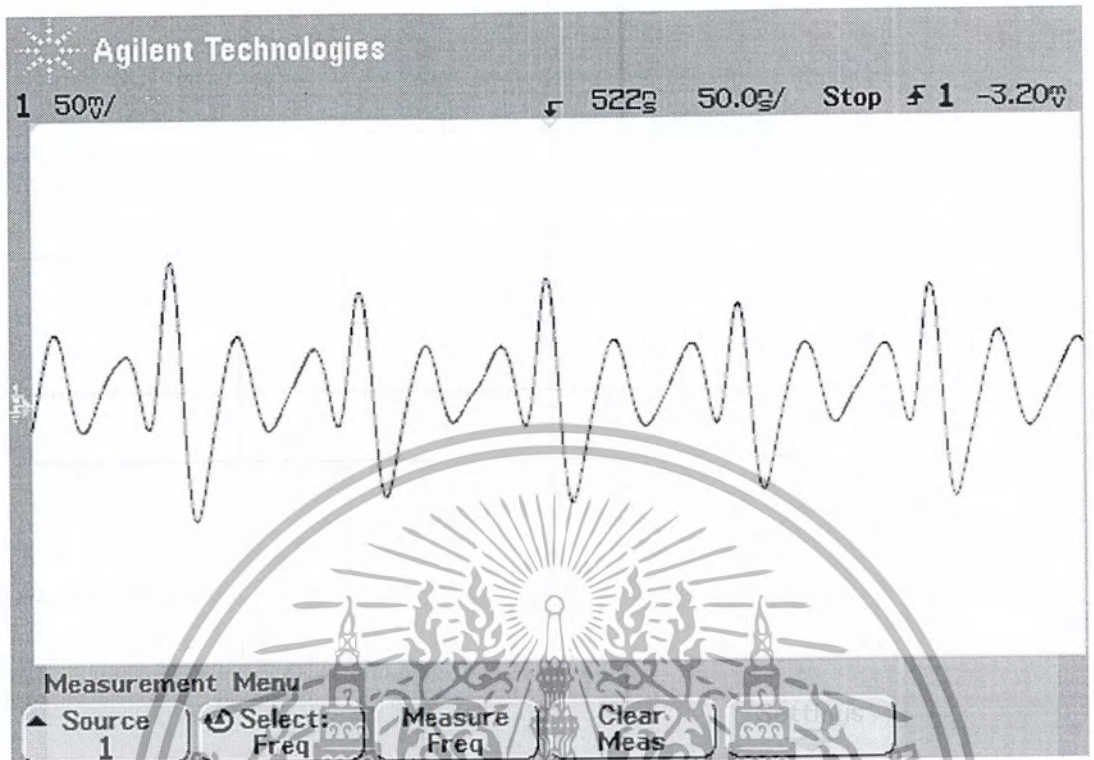 Agilent Technologies
1 50mV/ 522ns 50.0ns/ Stop 1 -3.20mV
Measurement Menu
Source
1
Select:
Freq
Measure
Freq
Clear
Meas